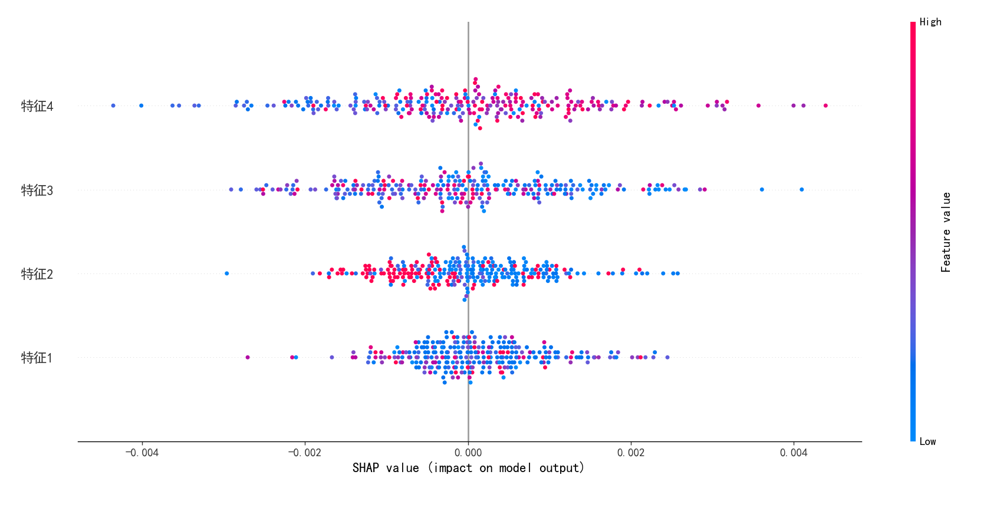 High
特征4
特征3
特征2
特征1
Feature value
Low
−0.004
−0.002
0.000
0.002
0.004
SHAP value (impact on model output)